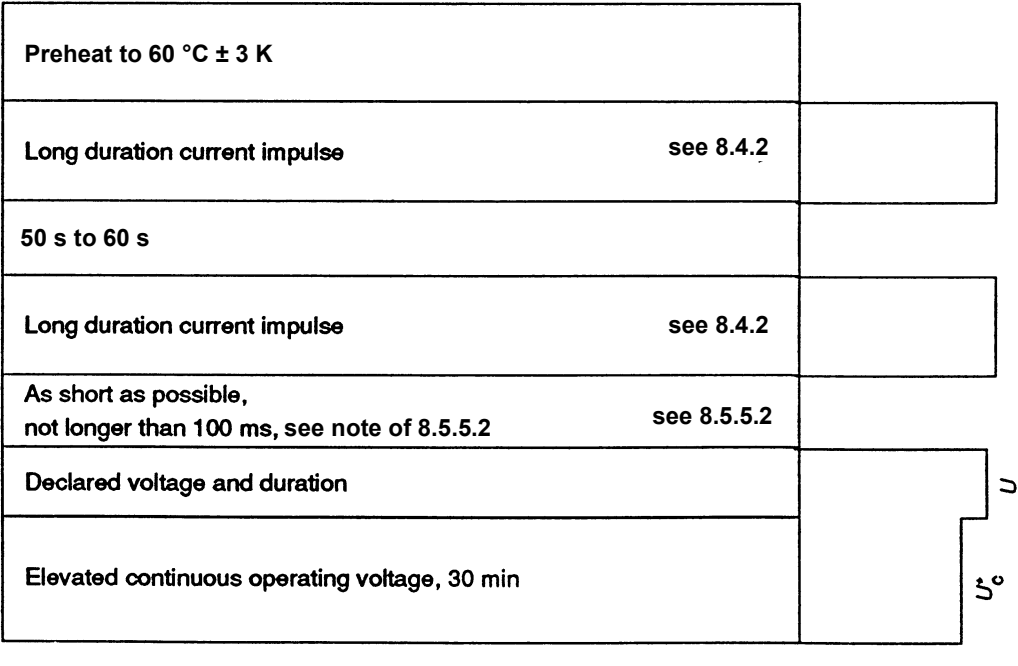 Preheat to 60 °C ± 3 K
Long duration current impulse see 8.4.2
50 s to 60 s
Long duration current impulse see 8.4.2
As short as possible,
not longer than 100 ms, see note of 8.5.5.2 see 8.5.5.2
Declared voltage and duration
U
Elevated continuous operating voltage, 30 min
U*c